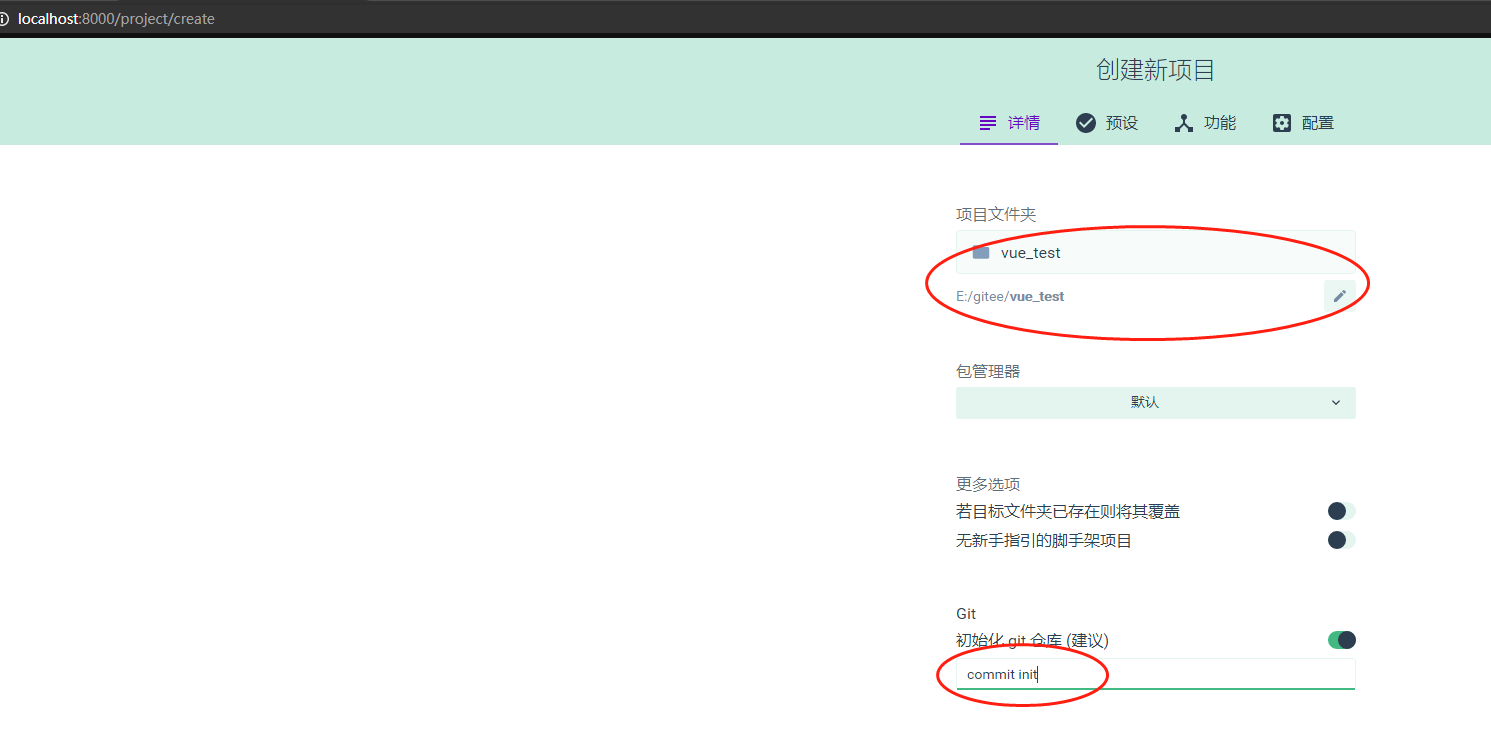 localhost:8000/project/create
创建新项目
详情 预设 功能 配置
项目文件夹
vue_test
E:/gitee/vue_test
包管理器
默认
更多选项
若目标文件夹已存在则将其覆盖
无新手指引的脚手架项目
Git
初始化 git 仓库 (建议)
commit init